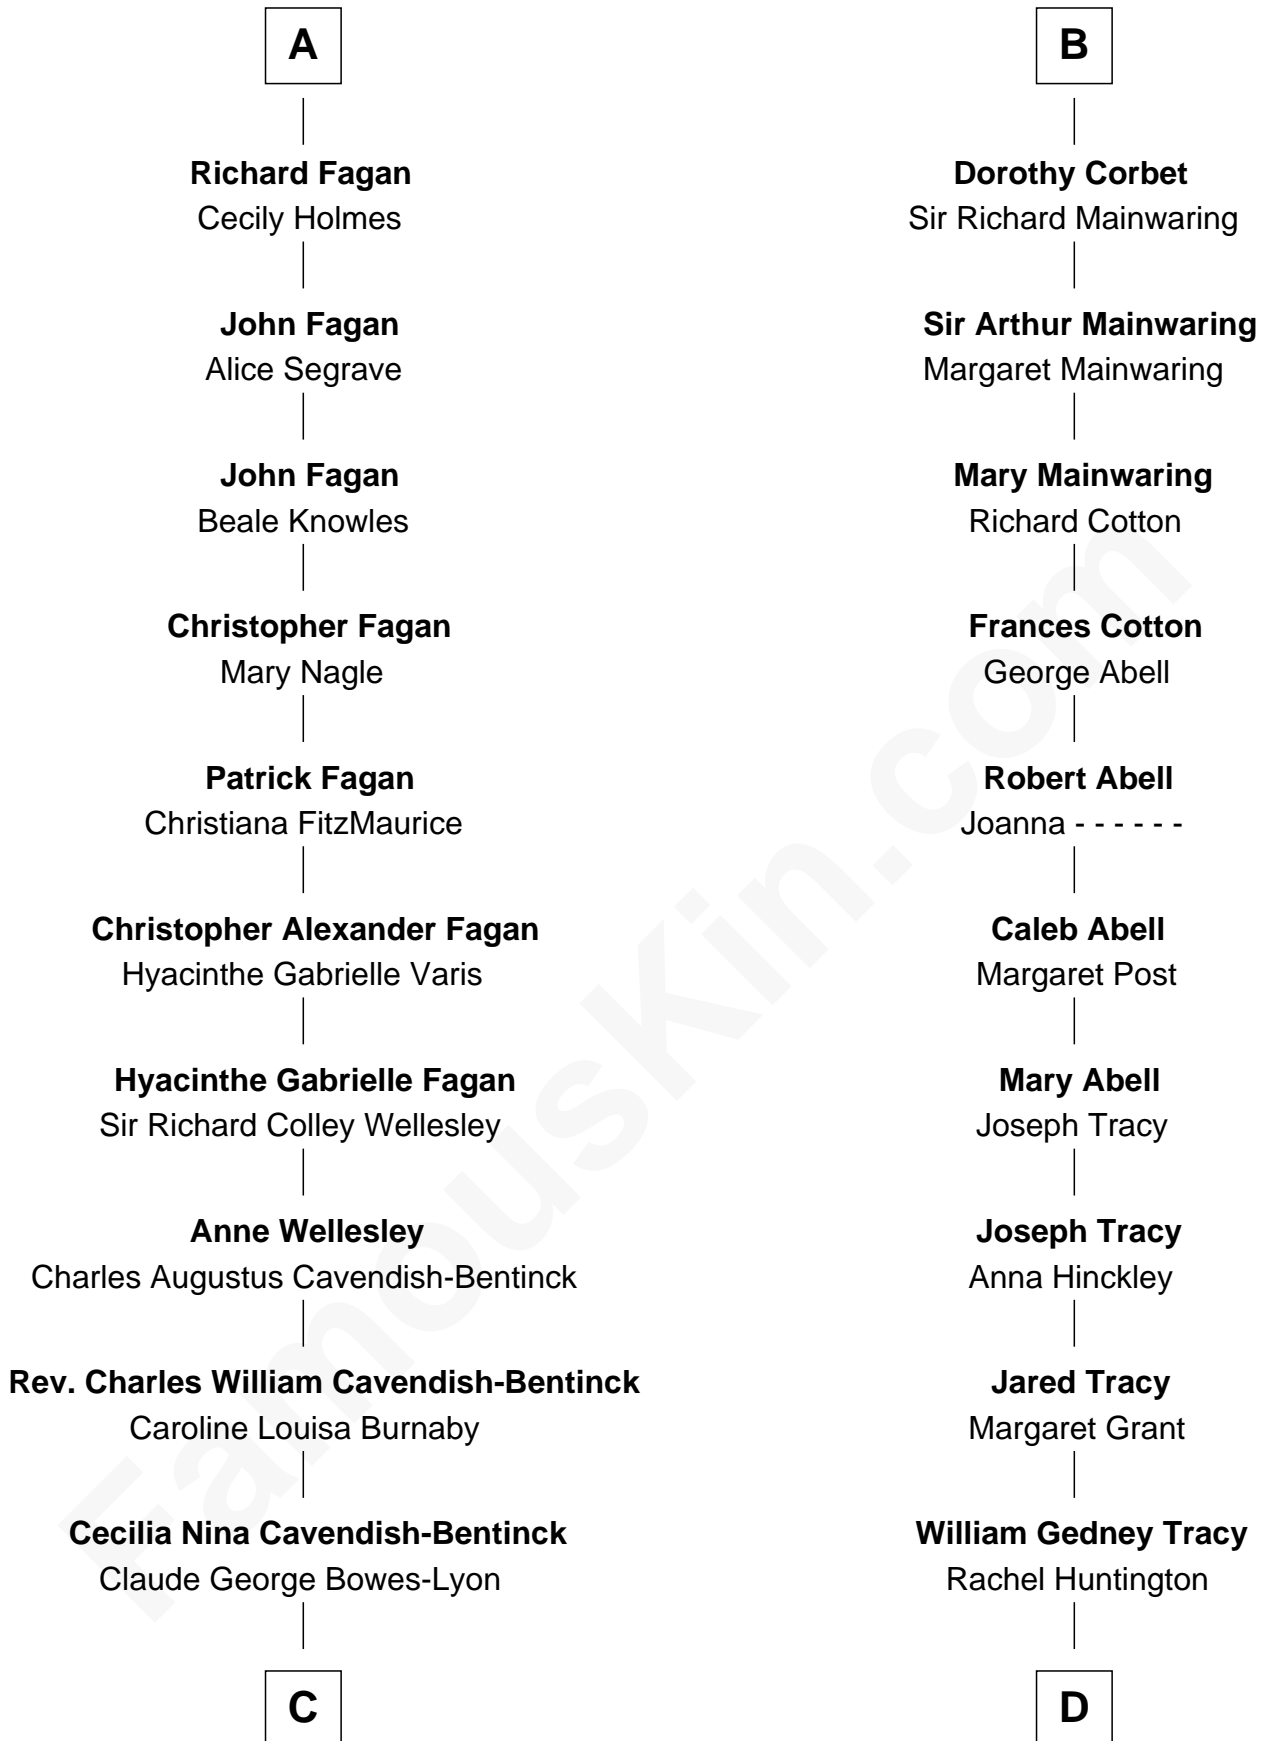 A
Richard Fagan
Cecily Holmes
John Fagan
Alice Segrave
John Fagan
Beale Knowles
Christopher Fagan
Mary Nagle
Patrick Fagan
Christiana FitzMaurice
Christopher Alexander Fagan
Hyacinthe Gabrielle Varis
Hyacinthe Gabrielle Fagan
Sir Richard Colley Wellesley
Anne Wellesley
Charles Augustus Cavendish-Bentinck
Rev. Charles William Cavendish-Bentinck
Caroline Louisa Burnaby
Cecilia Nina Cavendish-Bentinck
Claude George Bowes-Lyon
C
B
Dorothy Corbet
Sir Richard Mainwaring
Sir Arthur Mainwaring
Margaret Mainwaring
Mary Mainwaring
Richard Cotton
Frances Cotton
George Abell
Robert Abell
Joanna - - - - - -
Caleb Abell
Margaret Post
Mary Abell
Joseph Tracy
Joseph Tracy
Anna Hinckley
Jared Tracy
Margaret Grant
William Gedney Tracy
Rachel Huntington
D
FamousKin.com